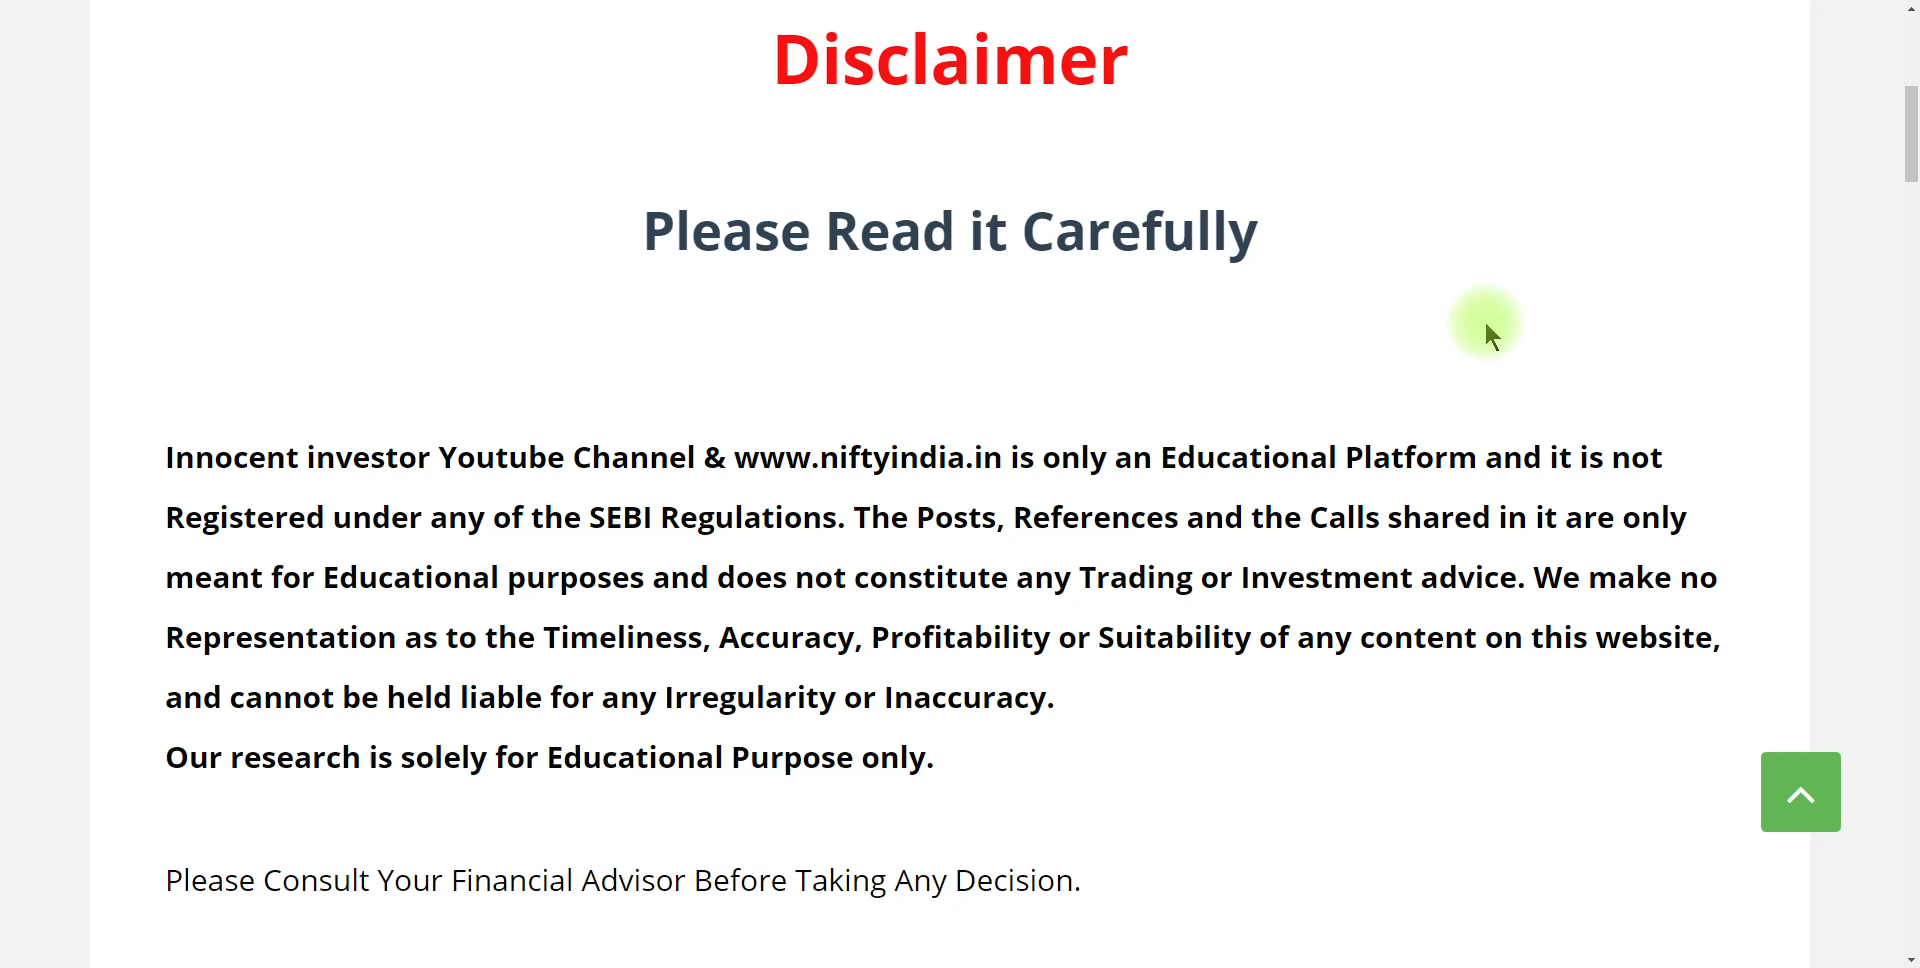 Disclaimer
Please Read it Carefully
Innocent investor Youtube Channel & www.niftyindia.in is only an Educational Platform and it is not
Registered under any of the SEBI Regulations. The Posts, References and the Calls shared in it are only
meant for Educational purposes and does not constitute any Trading or Investment advice. We make no
Representation as to the Timeliness, Accuracy, Profitability or Suitability of any content on this website,
and cannot be held liable for any Irregularity or Inaccuracy.
Our research is solely for Educational Purpose only.
Please Consult Your Financial Advisor Before Taking Any Decision.